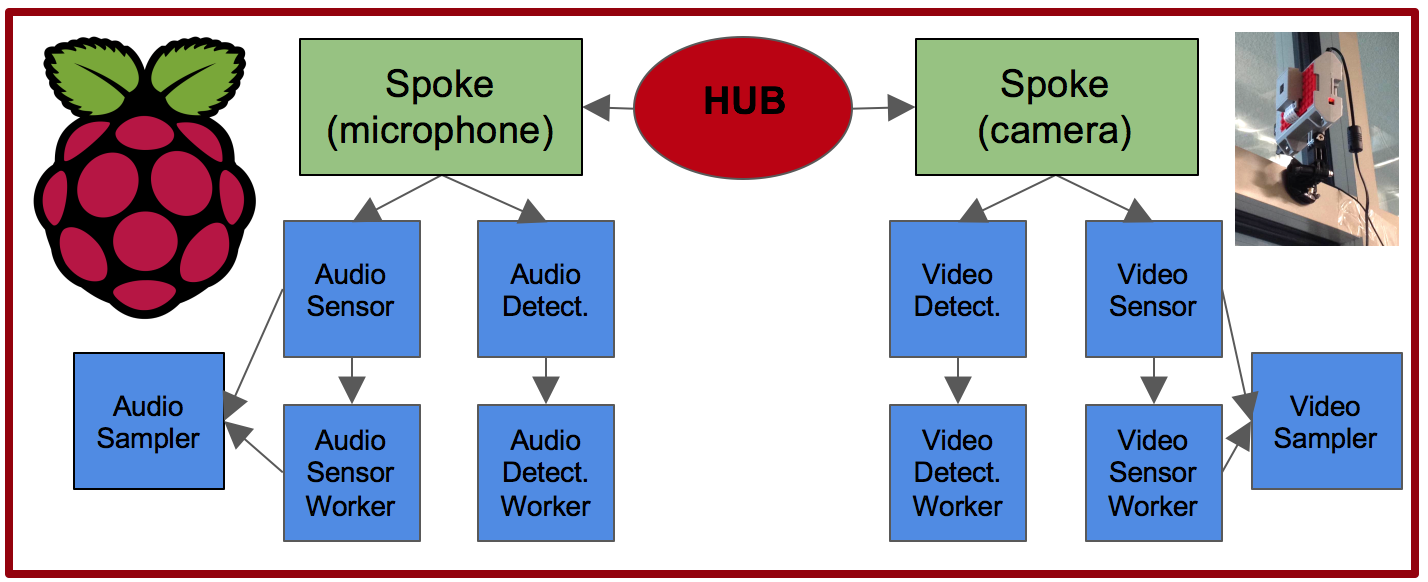 Spoke
(microphone)
HUB
Spoke
(camera)
Audio
Sensor
Audio
Detect.
Video
Detect.
Video
Sensor
Audio
Sampler
Audio
Sensor
Worker
Audio
Detect.
Worker
Video
Detect.
Worker
Video
Sensor
Worker
Video
Sampler